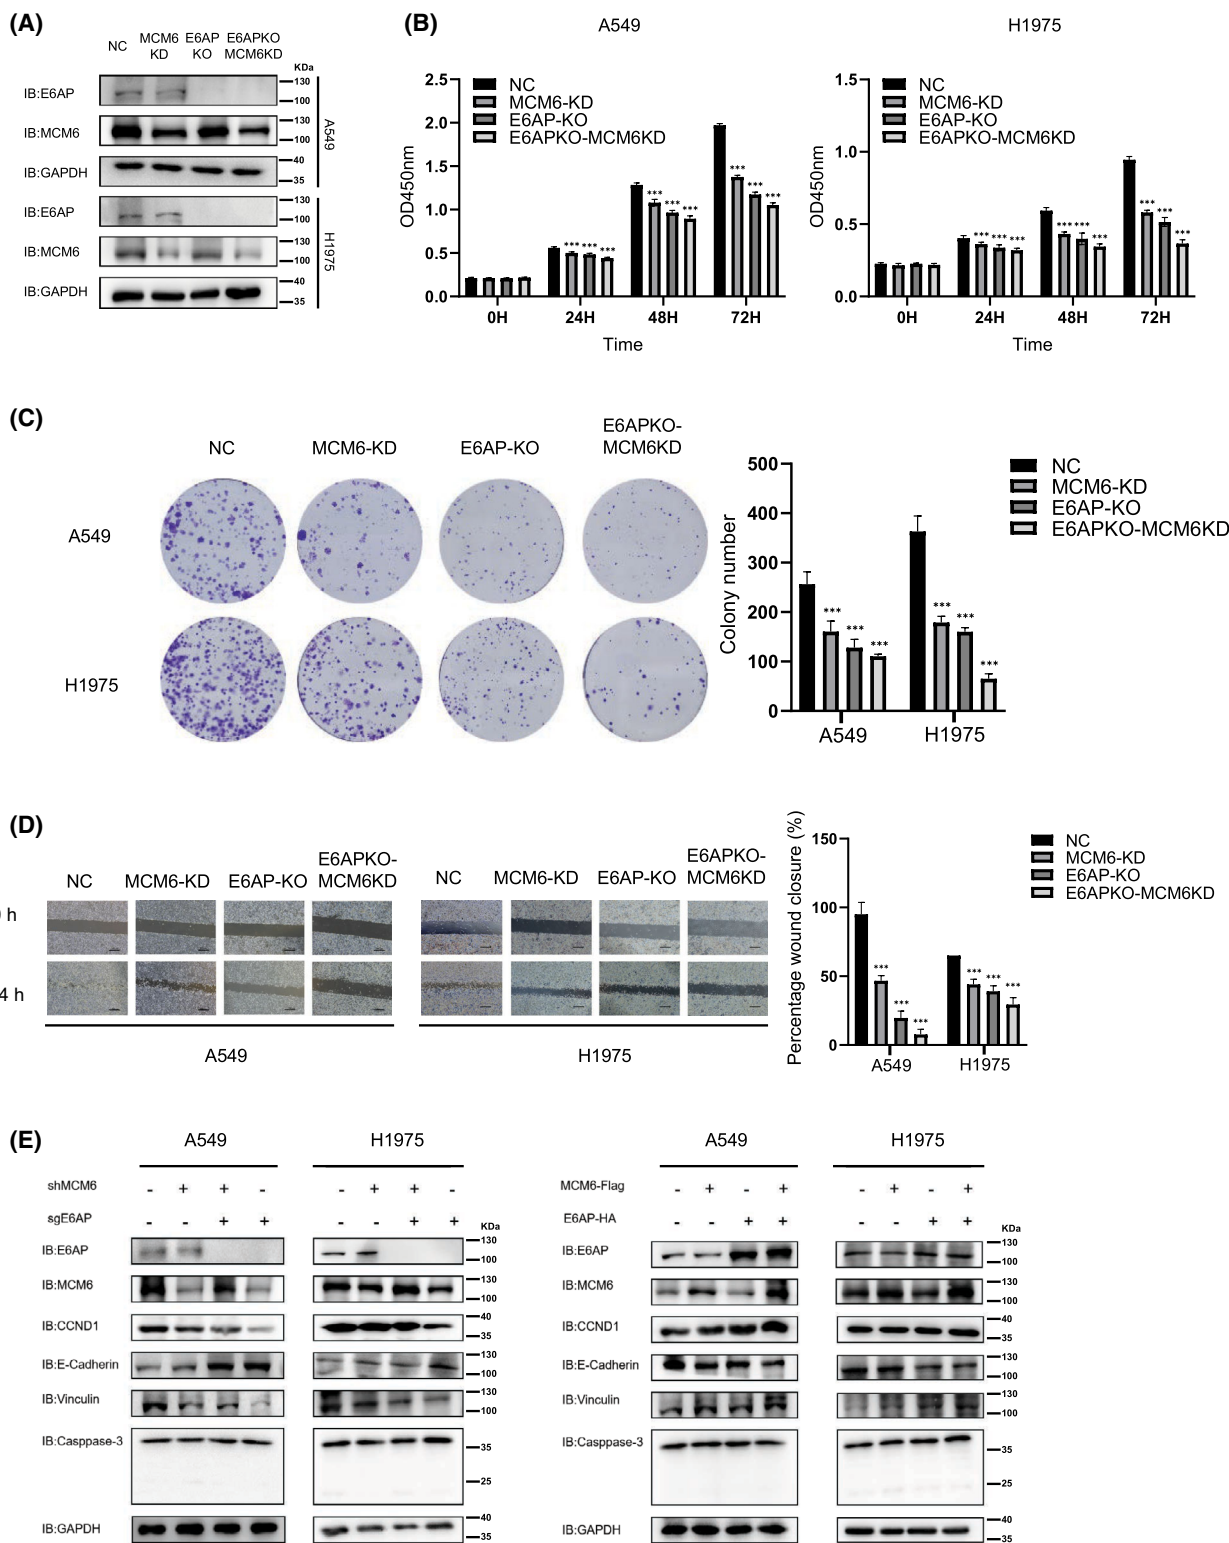 (A)
NC
MCM6
KD
E6AP
KO
E6APKO
MCM6KD
KDa
IB:E6AP
130
100
IB:MCM6
130
100
IB:GAPDH
40
35
A549
IB:E6AP
130
100
IB:MCM6
130
100
IB:GAPDH
40
35
H1975
(B)
A549
NC
MCM6-KD
E6AP-KO
E6APKO-MCM6KD
OD450nm
2.5
2.0
1.5
1.0
0.5
0.0
*** *** ***
*** *** ***
*** *** ***
0H 24H 48H 72H
Time
H1975
NC
MCM6-KD
E6AP-KO
E6APKO-MCM6KD
OD450nm
1.5
1.0
0.5
0.0
*** *** ***
*** *** ***
*** *** ***
0H 24H 48H 72H
Time
(C)
NC
MCM6-KD
E6AP-KO
E6APKO-
MCM6KD
A549
H1975
Colony number
500
400
300
200
100
0
*** *** ***
*** *** ***
A549 H1975
NC
MCM6-KD
E6AP-KO
E6APKO-MCM6KD
(D)
NC
MCM6-KD
E6AP-KO
E6APKO-
MCM6KD
NC
MCM6-KD
E6AP-KO
E6APKO-
MCM6KD
h
4 h
A549
H1975
Percentage wound closure (%)
150
100
50
0
*** *** ***
*** *** ***
A549 H1975
NC
MCM6-KD
E6AP-KO
E6APKO-MCM6KD
(E)
A549 H1975
shMCM6 - + + - - + + -
sgE6AP - - + + - - + +
KDa
IB:E6AP
130
100
IB:MCM6
130
100
IB:CCND1
40
35
IB:E-Cadherin
130
100
IB:Vinculin
130
100
IB:Casppase-3
35
25
IB:GAPDH
40
35
A549 H1975
MCM6-Flag - + - + - + - +
E6AP-HA - - + + - - + +
KDa
IB:E6AP
130
100
IB:MCM6
130
100
IB:CCND1
40
35
IB:E-Cadherin
130
100
IB:Vinculin
130
100
IB:Casppase-3
35
25
IB:GAPDH
40
35